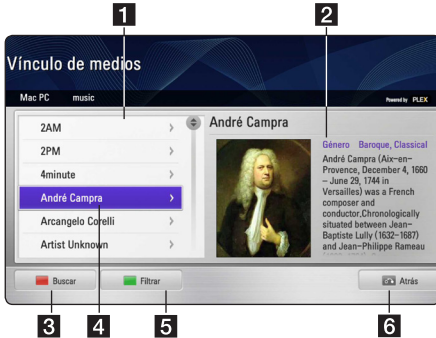 1
2
Vínculo de medios
Mac PC music
Powered by PLEX
2AM
2PM
4minute
André Campra
Arcangelo Corelli
Artist Unknown
André Campra
Género Baroque, Classical
André Campra (Aix-en-
Provence, December 4, 1660
– June 29, 1744 in
Versailles) was a French
composer and
conductor.Chronologically
situated between Jean-
Baptiste Lully (1632-1687)
and Jean-Philippe Rameau
Buscar
Filtrar
Atrás
3
4
5
6